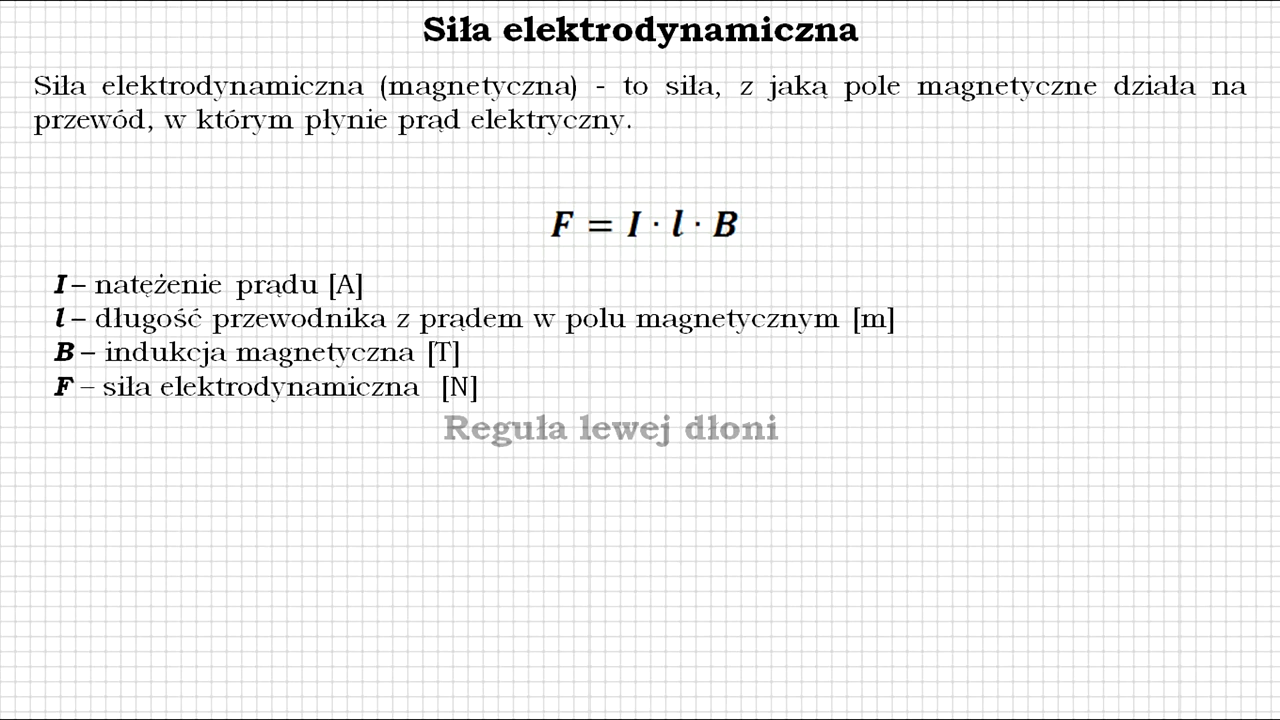 Siła elektrodynamiczna
Siła elektrodynamiczna (magnetyczna) - to siła, z jaką pole magnetyczne działa na
przewód, w którym płynie prąd elektryczny.
F = I · l · B
I – natężenie prądu [A]
l – długość przewodnika z prądem w polu magnetycznym [m]
B – indukcja magnetyczna [T]
F – siła elektrodynamiczna [N]
Reguła lewej dłoni